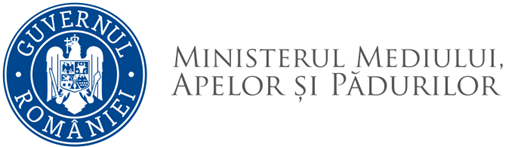 GUVERNUL
ROMÂNIEI
MINISTERUL MEDIULUI,
APELOR ȘI PĂDURILOR